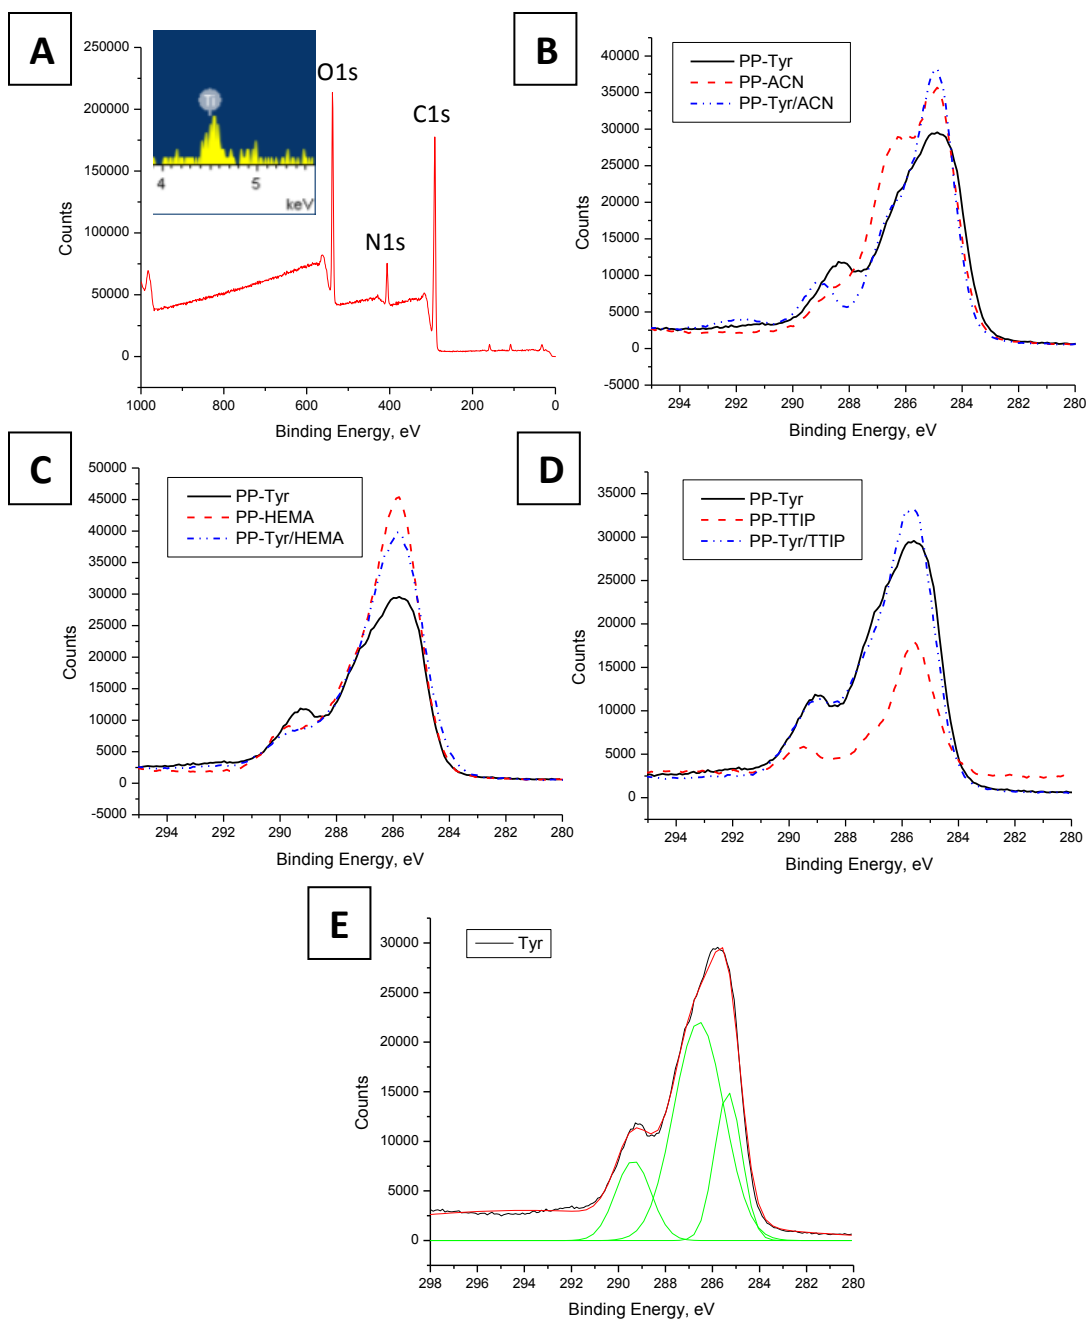 A
250000
200000
150000
100000
50000
0
Counts
O1s
C1s
N1s
Ti
4 5
keV
1000 800 600 400 200 0
Binding Energy, eV
B
PP-Tyr
PP-ACN
PP-Tyr/ACN
40000
35000
30000
25000
20000
15000
10000
5000
0
-5000
Counts
294 292 290 288 286 284 282 280
Binding Energy, eV
C
PP-Tyr
PP-HEMA
PP-Tyr/HEMA
50000
45000
40000
35000
30000
25000
20000
15000
10000
5000
0
-5000
Counts
294 292 290 288 286 284 282 280
Binding Energy, eV
D
PP-Tyr
PP-TTIP
PP-Tyr/TTIP
35000
30000
25000
20000
15000
10000
5000
0
Counts
294 292 290 288 286 284 282 280
Binding Energy, eV
E
Tyr
30000
25000
20000
15000
10000
5000
0
Counts
298 296 294 292 290 288 286 284 282 280
Binding Energy, eV